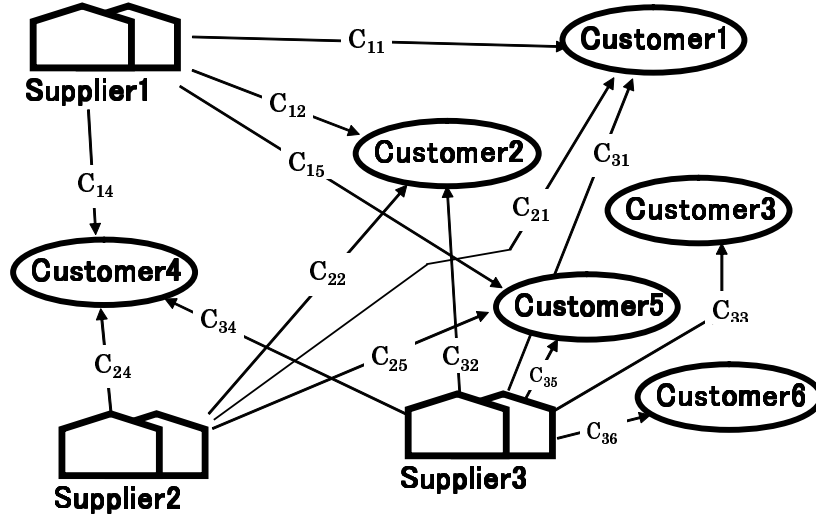 Customer1
C11
Supplier1
C12
Customer2
C31
C15
C14
C21
Customer3
Customer4
C22
Customer5
C34
C33
C24
C25
C32
C35
Customer6
C36
Supplier2
Supplier3